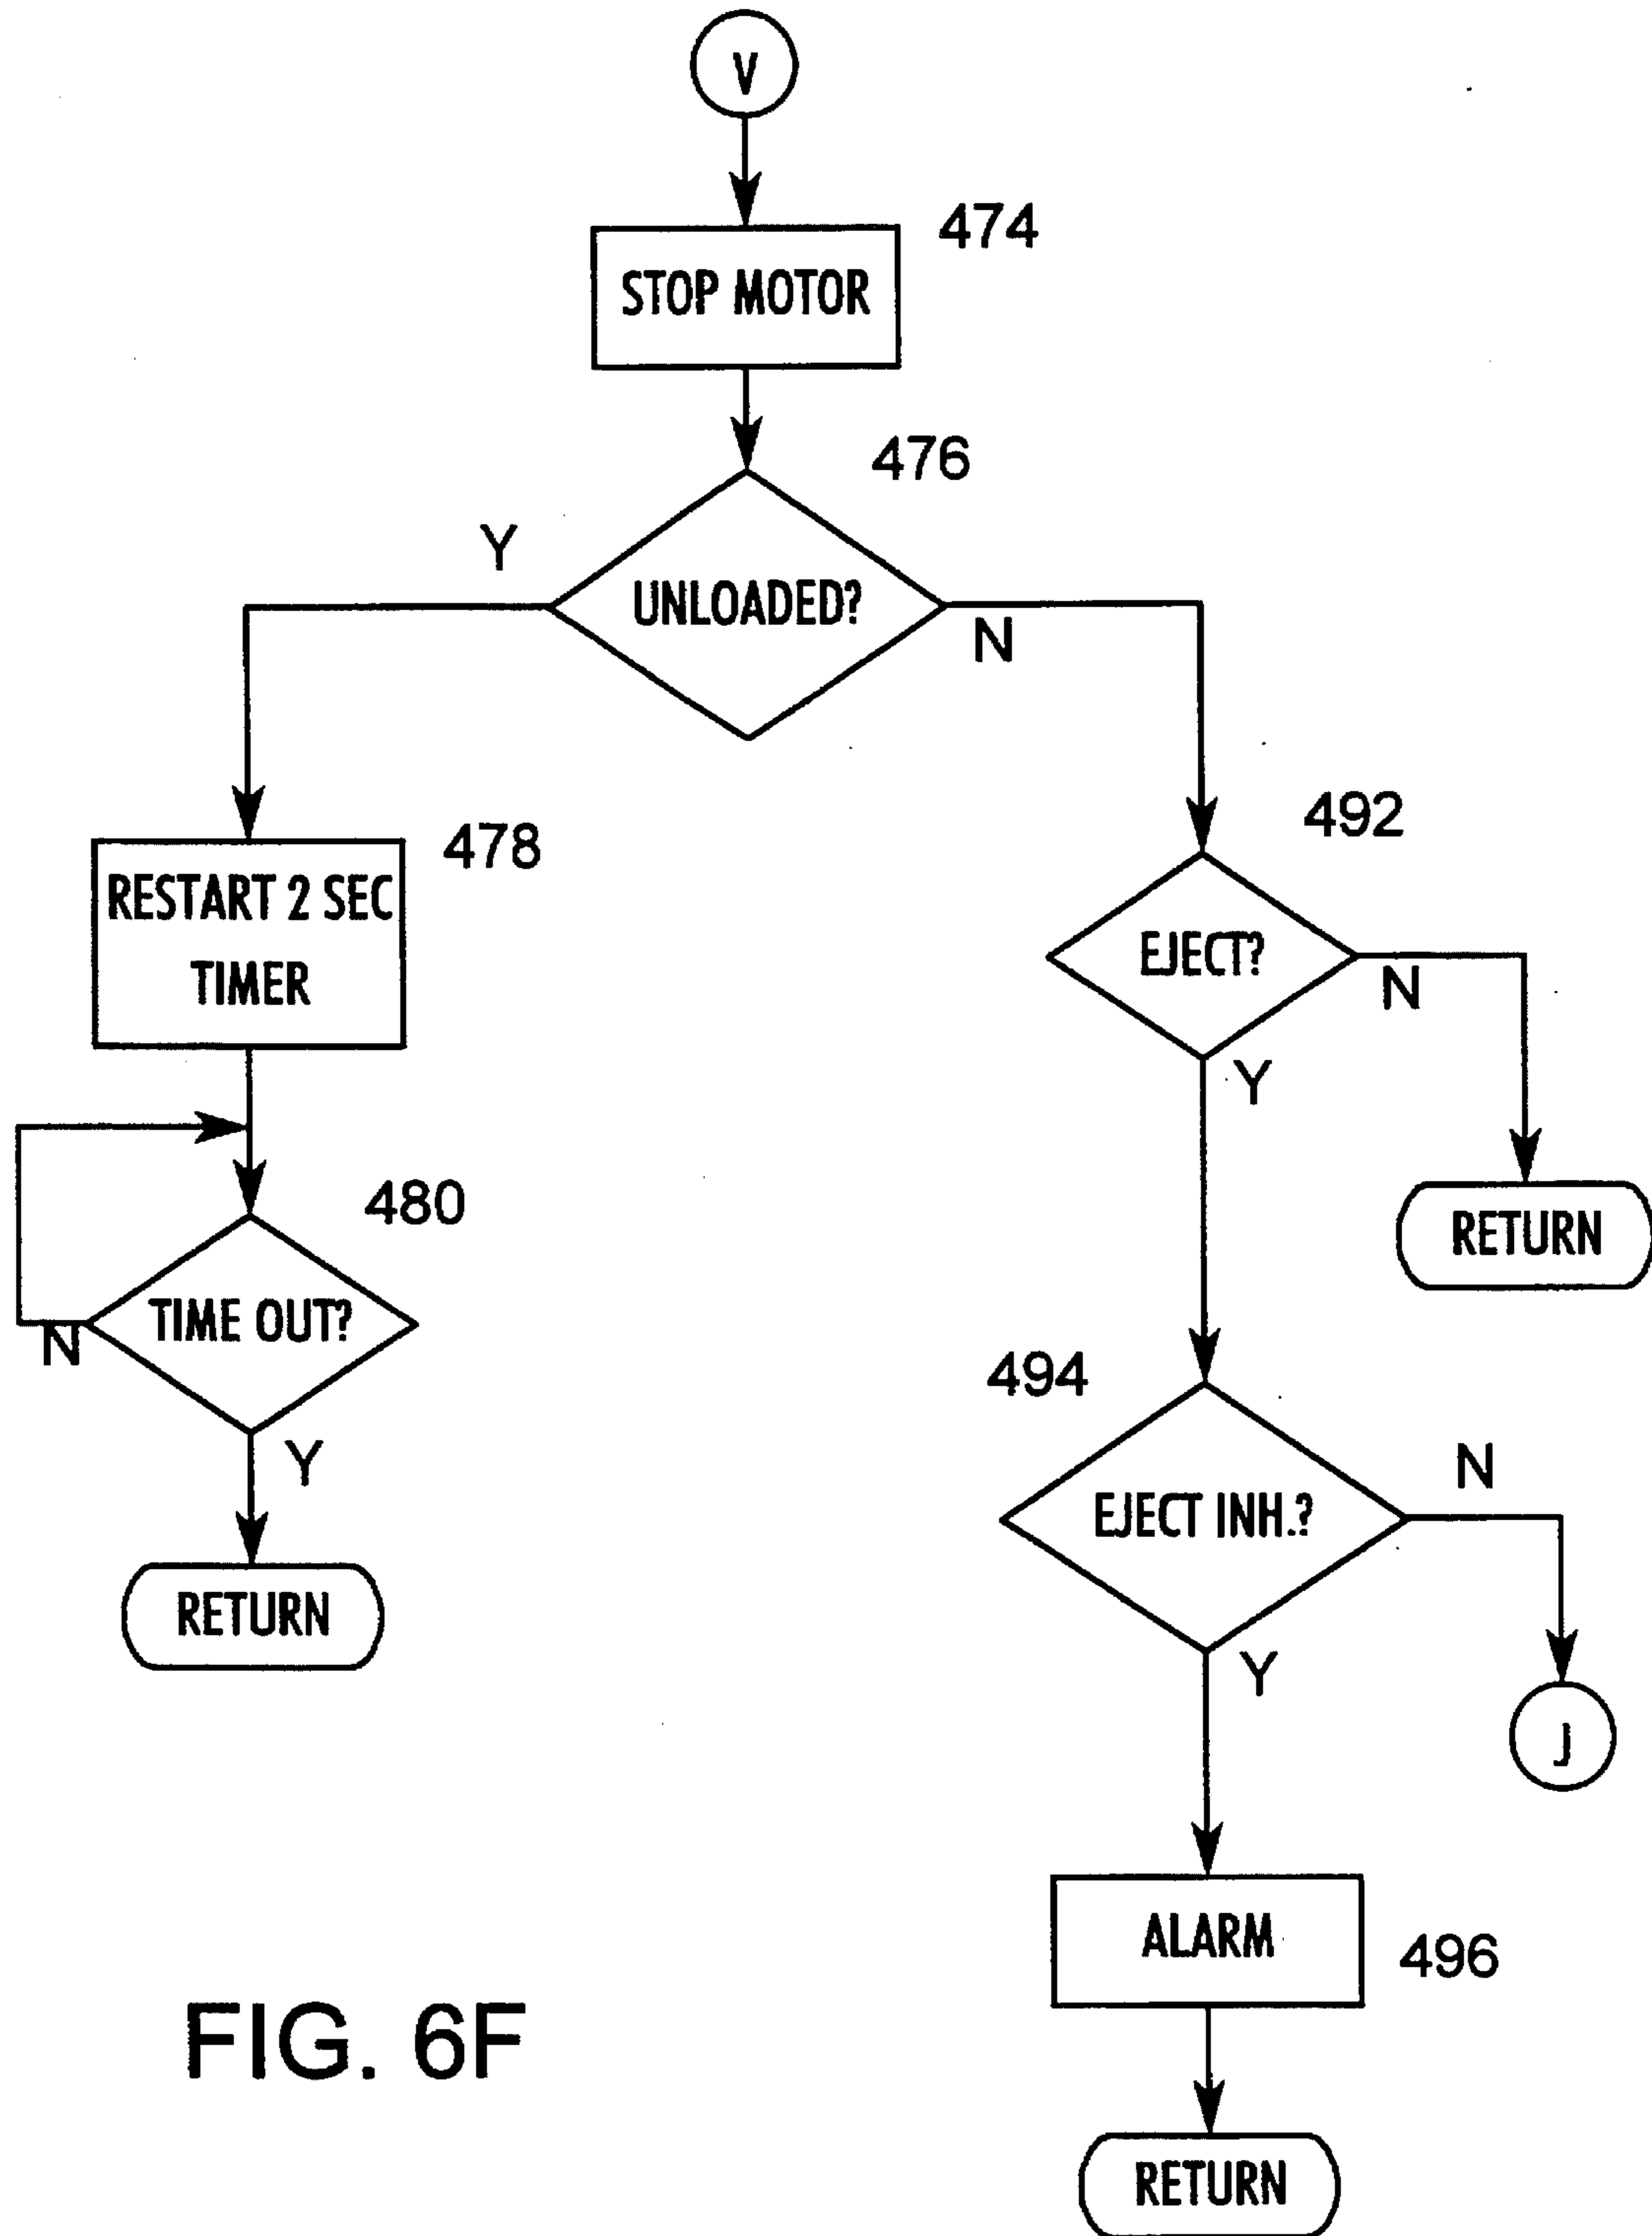 V
474
STOP MOTOR
476
Y
UNLOADED?
N
478
RESTART 2 SEC
TIMER
492
EJECT?
N
Y
480
TIME OUT?
N
Y
RETURN
RETURN
494
EJECT INH.?
N
Y
J
ALARM
496
RETURN
FIG. 6F